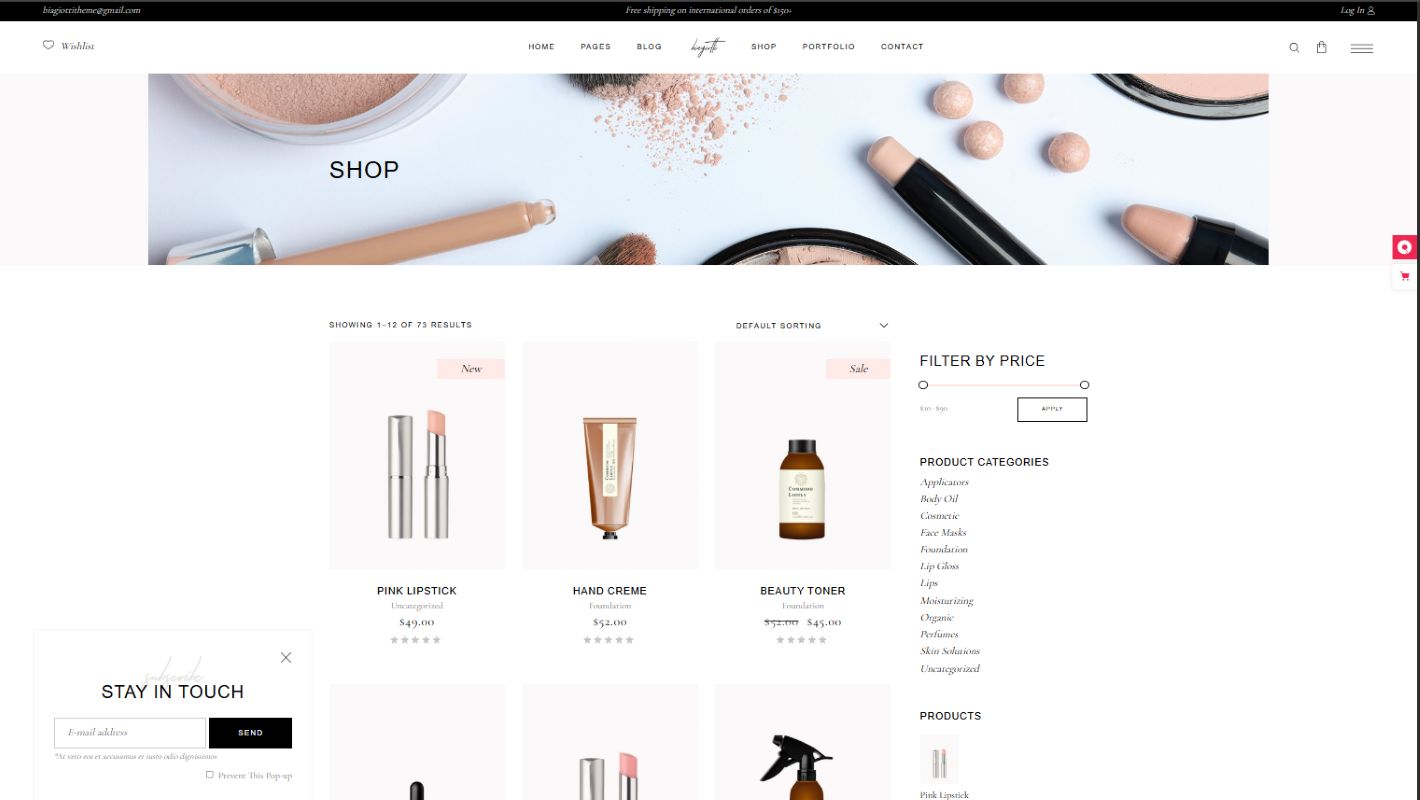 biagiottitheme@gmail.com
Free shipping on international orders of $150+
Log In
Wishlist
HOME PAGES BLOG biagiotti SHOP PORTFOLIO CONTACT
SHOP
SHOWING 1–12 OF 73 RESULTS
DEFAULT SORTING
New
Sale
PINK LIPSTICK
Uncategorized
$49.00
HAND CREME
Foundation
$52.00
BEAUTY TONER
Foundation
$52.00 $45.00
FILTER BY PRICE
$10 - $90
APPLY
PRODUCT CATEGORIES
Applicators
Body Oil
Cosmetic
Face Masks
Foundation
Lip Gloss
Lips
Moisturizing
Organic
Perfumes
Skin Solutions
Uncategorized
PRODUCTS
Pink Lipstick
subscribe
STAY IN TOUCH
E-mail address
SEND
*At vero eos et accusamus et iusto odio dignissimos
Prevent This Pop-up